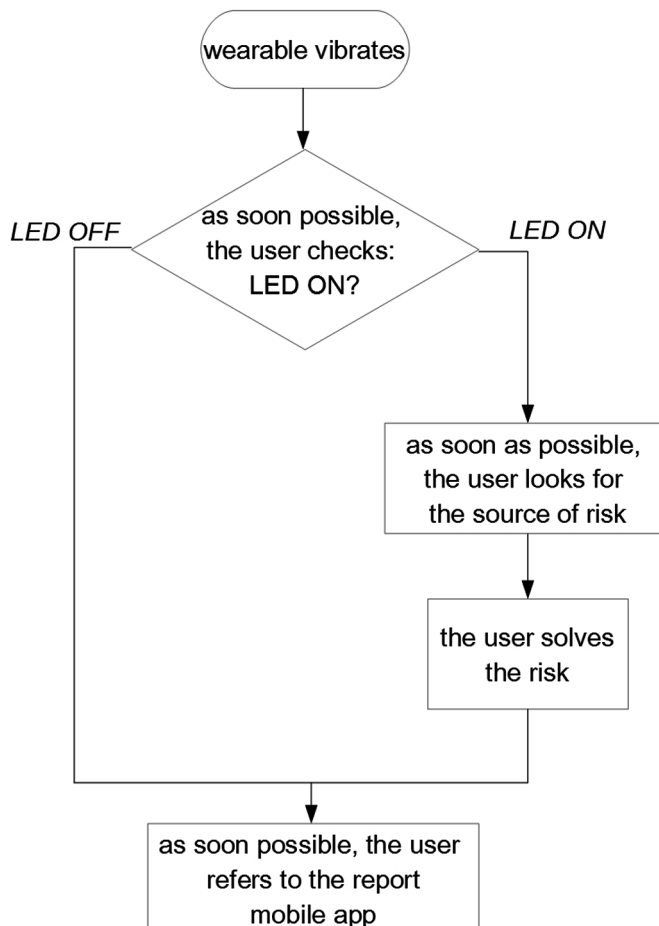 wearable vibrates
as soon possible,
the user checks:
LED ON?
LED OFF
LED ON
as soon as possible,
the user looks for
the source of risk
the user solves
the risk
as soon possible, the user
refers to the report
mobile app